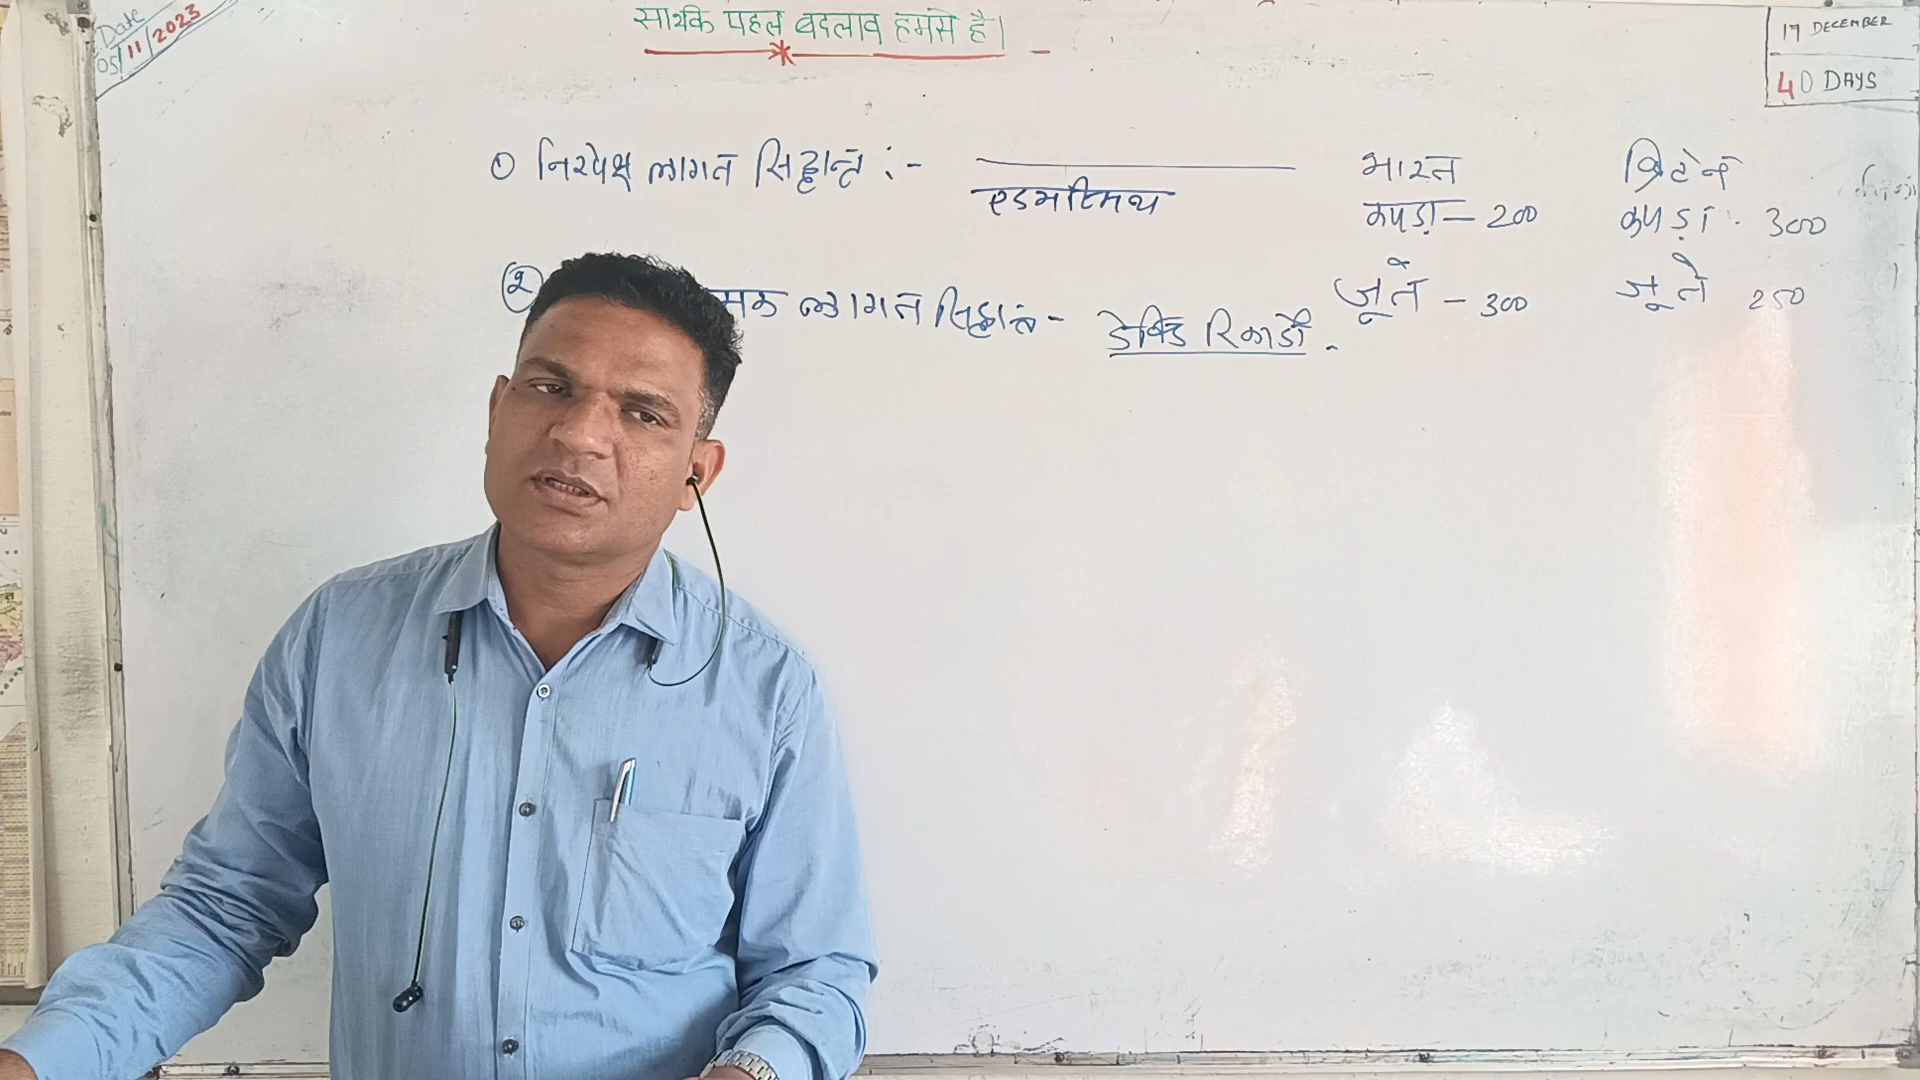 Date
05/11/2023
सार्थक पहल बदलाव हमसे है।
17 DECEMBER
40 DAYS
① निरपेक्ष लागत सिद्धान्त :-
एडमस्मिथ
② मक लागत सिद्धांत - डेविड रिकार्डो -
भारत
कपड़ा - 200
जूते - 300
ब्रिटेन
कपड़ा - 300
जूते 250